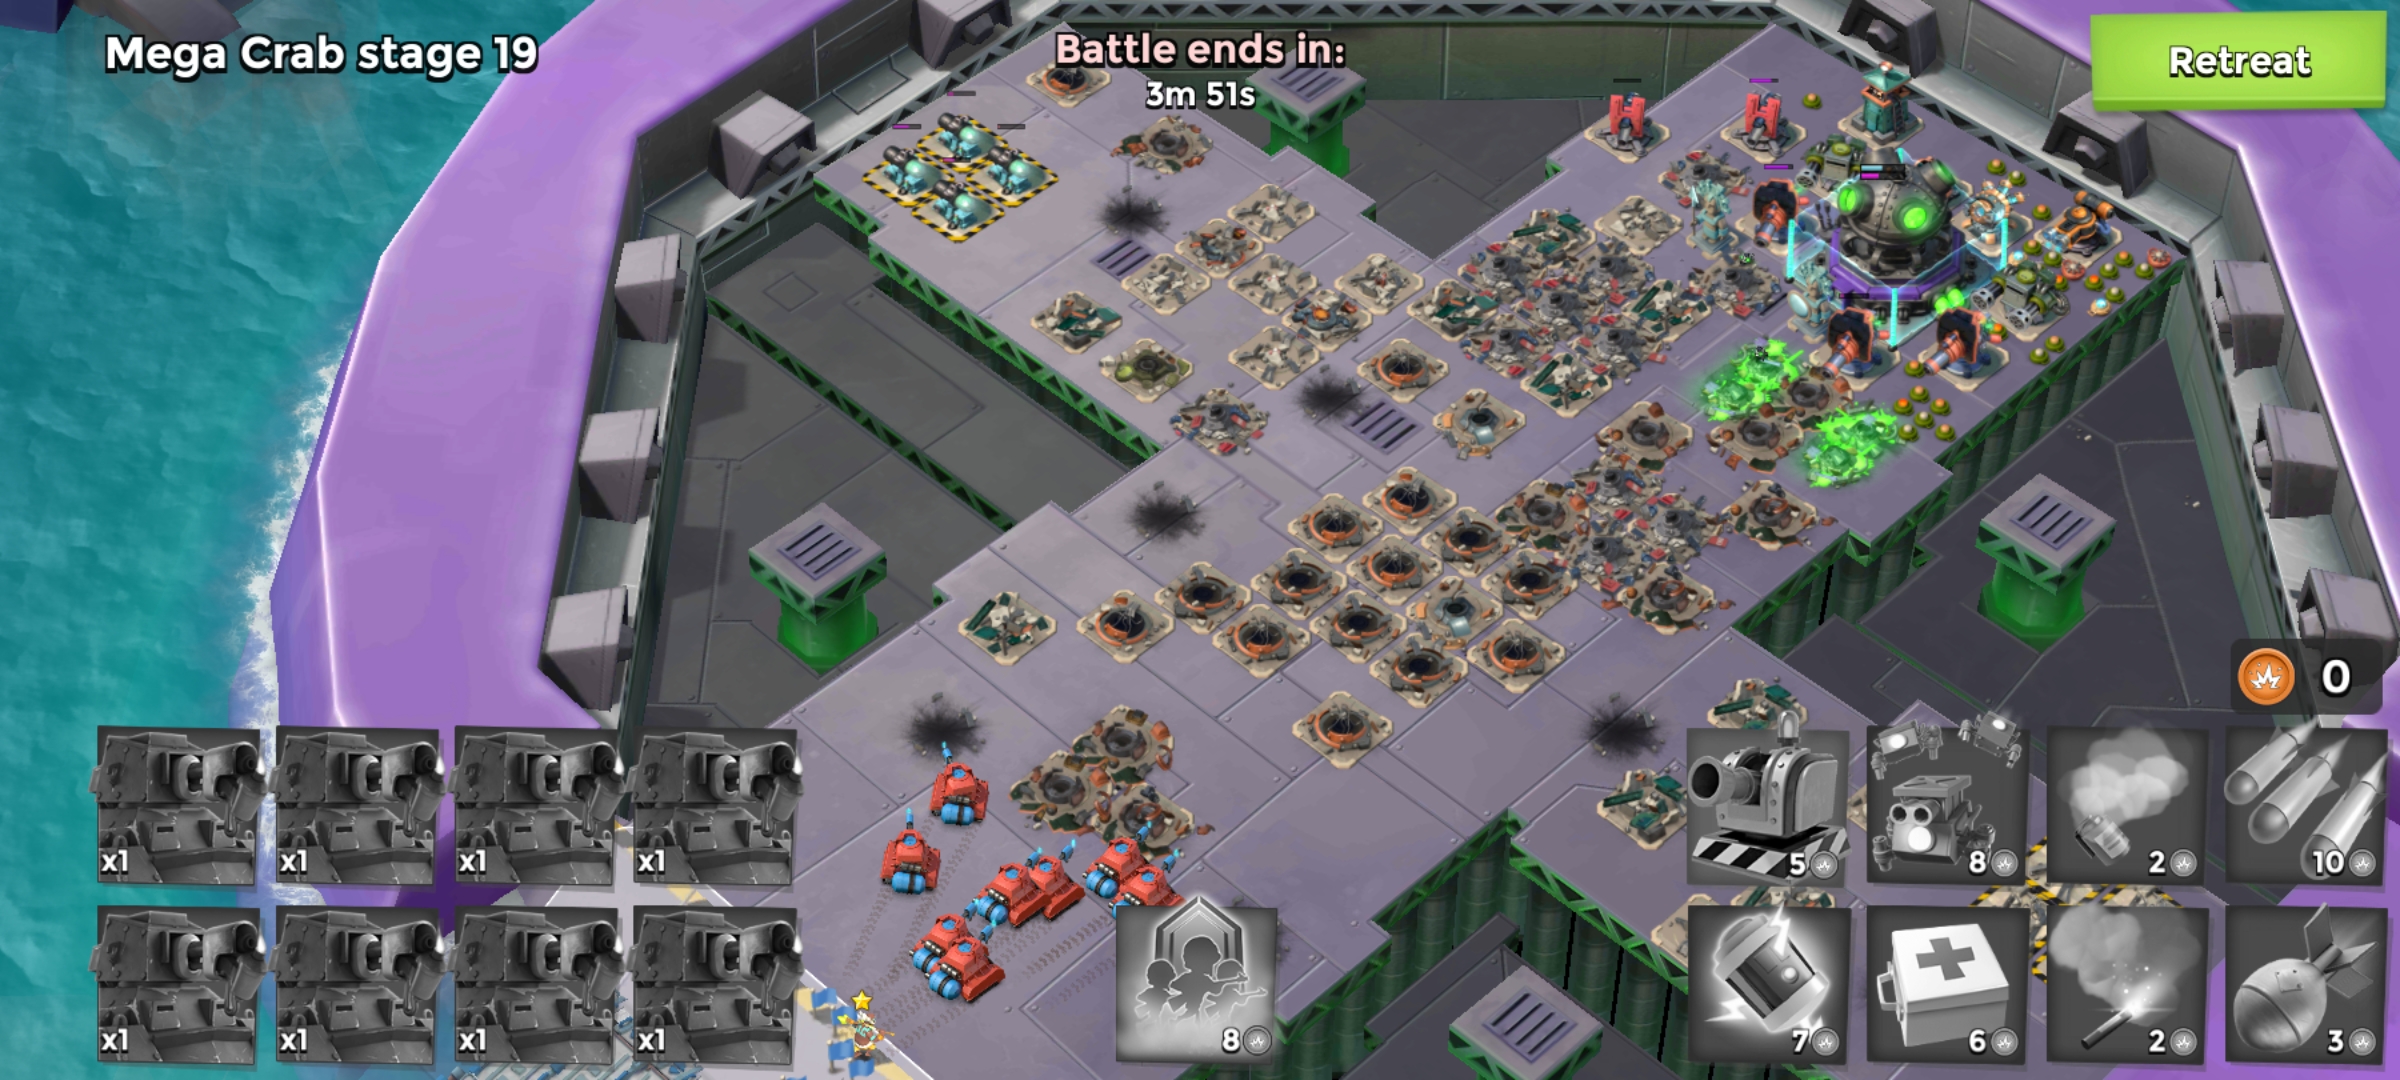 Mega Crab stage 19
Battle ends in:
3m 51s
Retreat
0
x1
x1
x1
x1
5
8
2
10
x1
x1
x1
x1
8
7
6
2
3